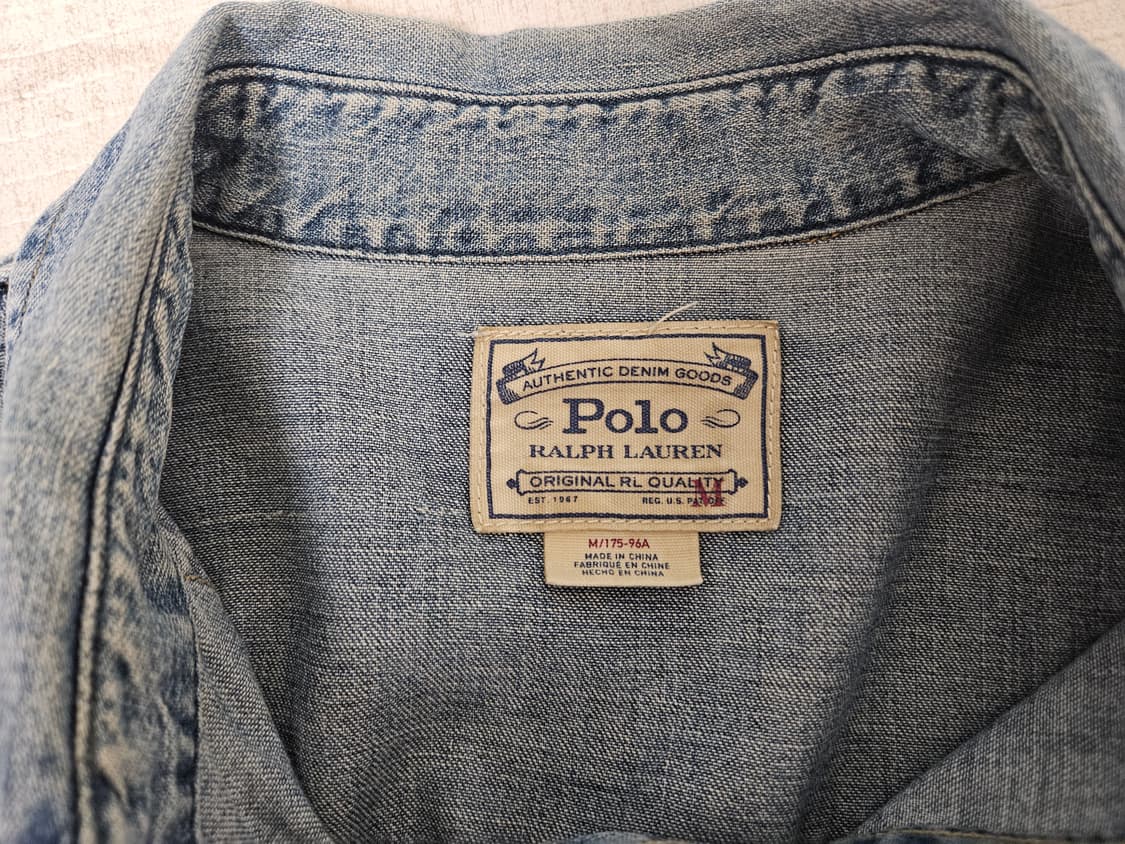 AUTHENTIC DENIM GOODS
Polo
RALPH LAUREN
ORIGINAL RL QUALITY
M
EST. 1967 REG. U.S. PAT. OFF
M/175-96A
MADE IN CHINA
FABRIQUÉ EN CHINE
HECHO EN CHINA